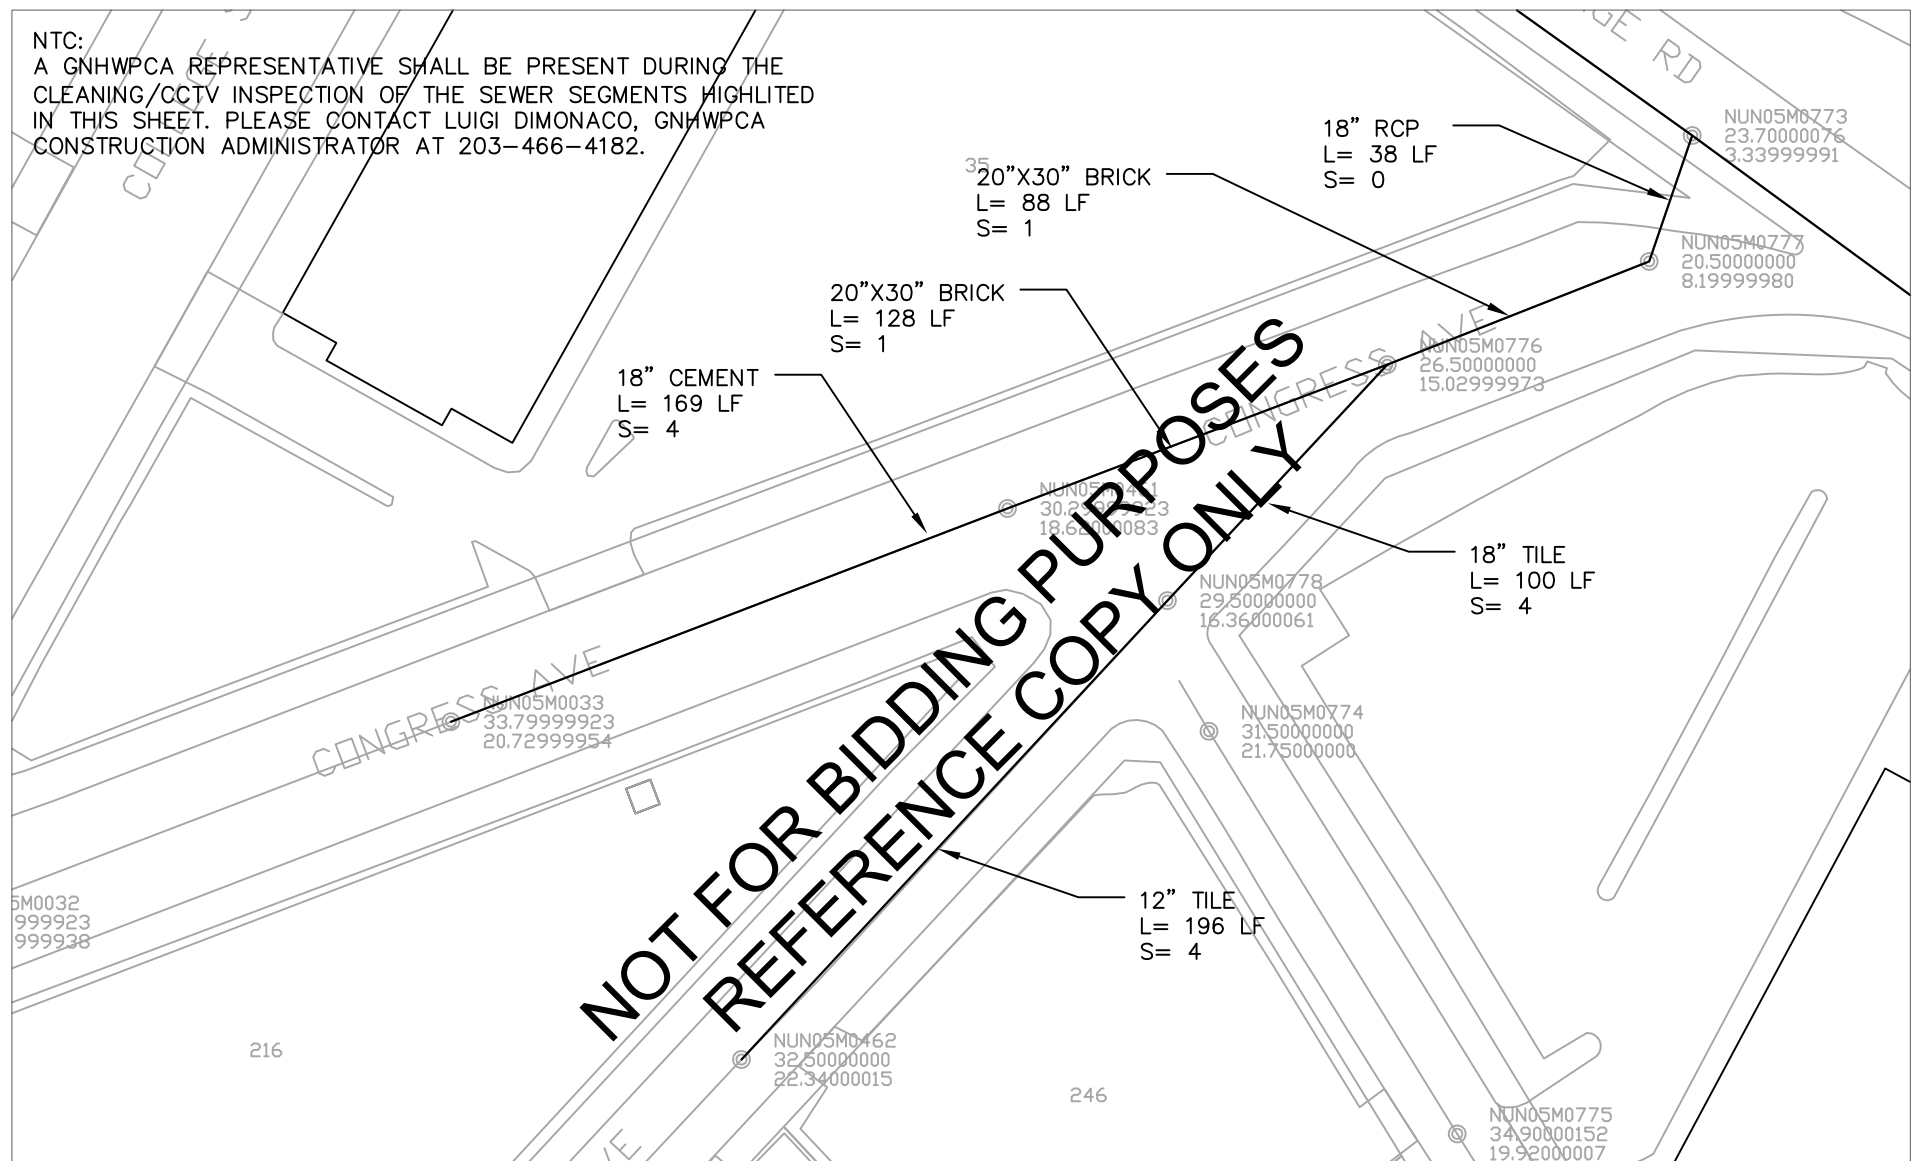 NTC:
A GNHWPCA REPRESENTATIVE SHALL BE PRESENT DURING THE
CLEANING/CCTV INSPECTION OF THE SEWER SEGMENTS HIGHLITED
IN THIS SHEET. PLEASE CONTACT LUIGI DIMONACO, GNHWPCA
CONSTRUCTION ADMINISTRATOR AT 203-466-4182.
COLLEGE
RD
NUN05M0773
23.70000076
3.33999991
18" RCP
L= 38 LF
S= 0
35
20"X30" BRICK
L= 88 LF
S= 1
NUN05M0777
20.50000000
8.19999980
20"X30" BRICK
L= 128 LF
S= 1
CONGRESS AVE
NUN05M0776
26.50000000
15.02999973
18" CEMENT
L= 169 LF
S= 4
NUN05M0461
30.29999923
18.62000083
18" TILE
L= 100 LF
S= 4
NUN05M0778
29.50000000
16.36000061
CONGRESS AVE
NUN05M0033
33.79999923
20.72999954
NUN05M0774
31.50000000
21.75000000
NOT FOR BIDDING PURPOSES
REFERENCE COPY ONLY
5M0032
999923
999938
12" TILE
L= 196 LF
S= 4
216
NUN05M0462
32.50000000
22.34000015
246
NUN05M0775
34.90000152
19.92000007